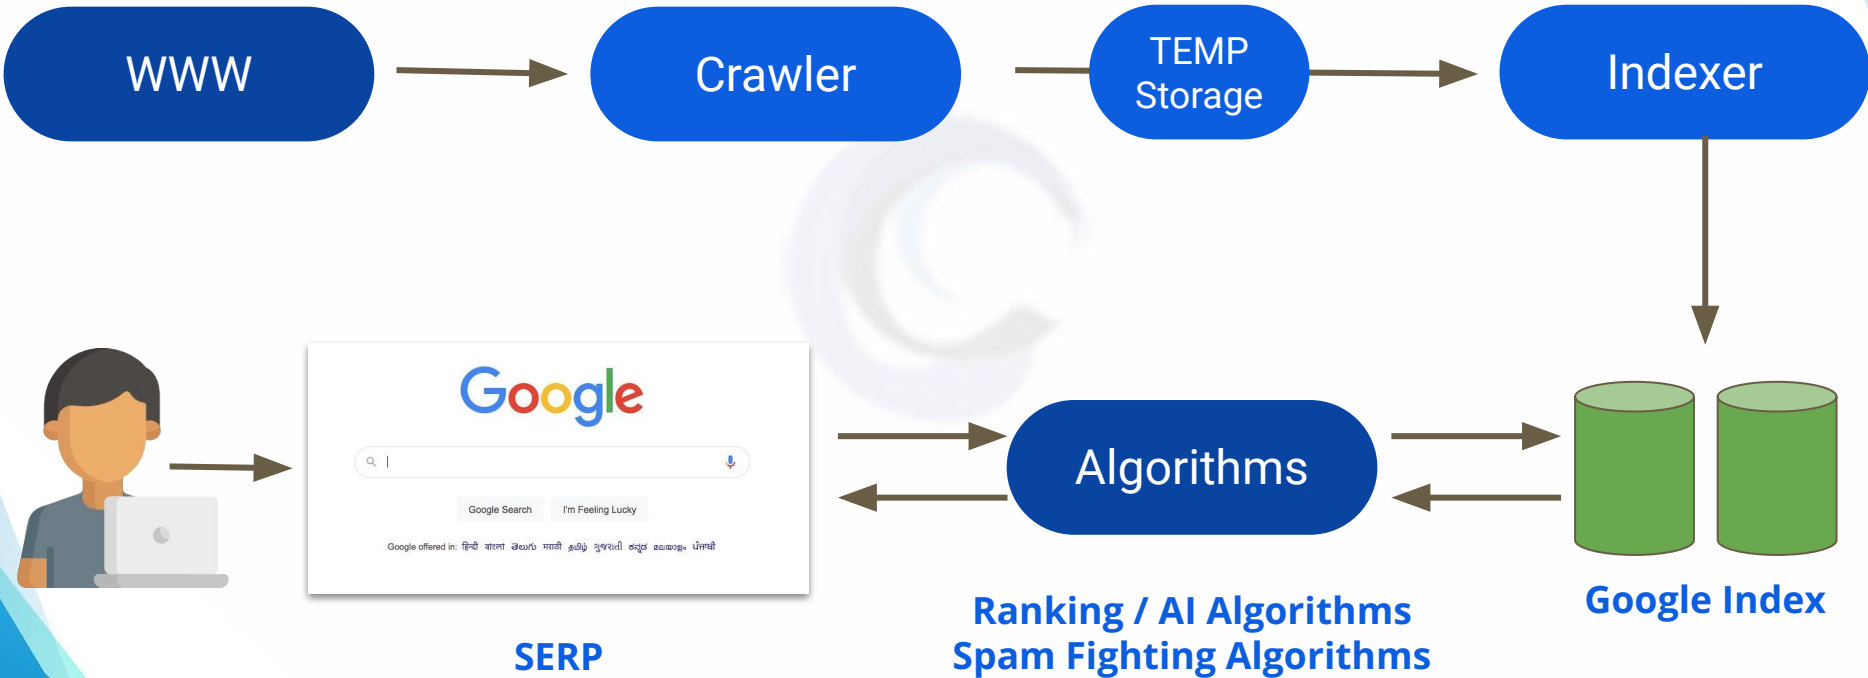 WWW
Crawler
TEMP
Storage
Indexer
Google
Google Search
I'm Feeling Lucky
Google offered in: हिन्दी বাংলা తెలుగు मराठी தமிழ் ગુજરાતી ಕನ್ನಡ മലയാളം ਪੰਜਾਬੀ
Algorithms
SERP
Ranking / AI Algorithms
Spam Fighting Algorithms
Google Index